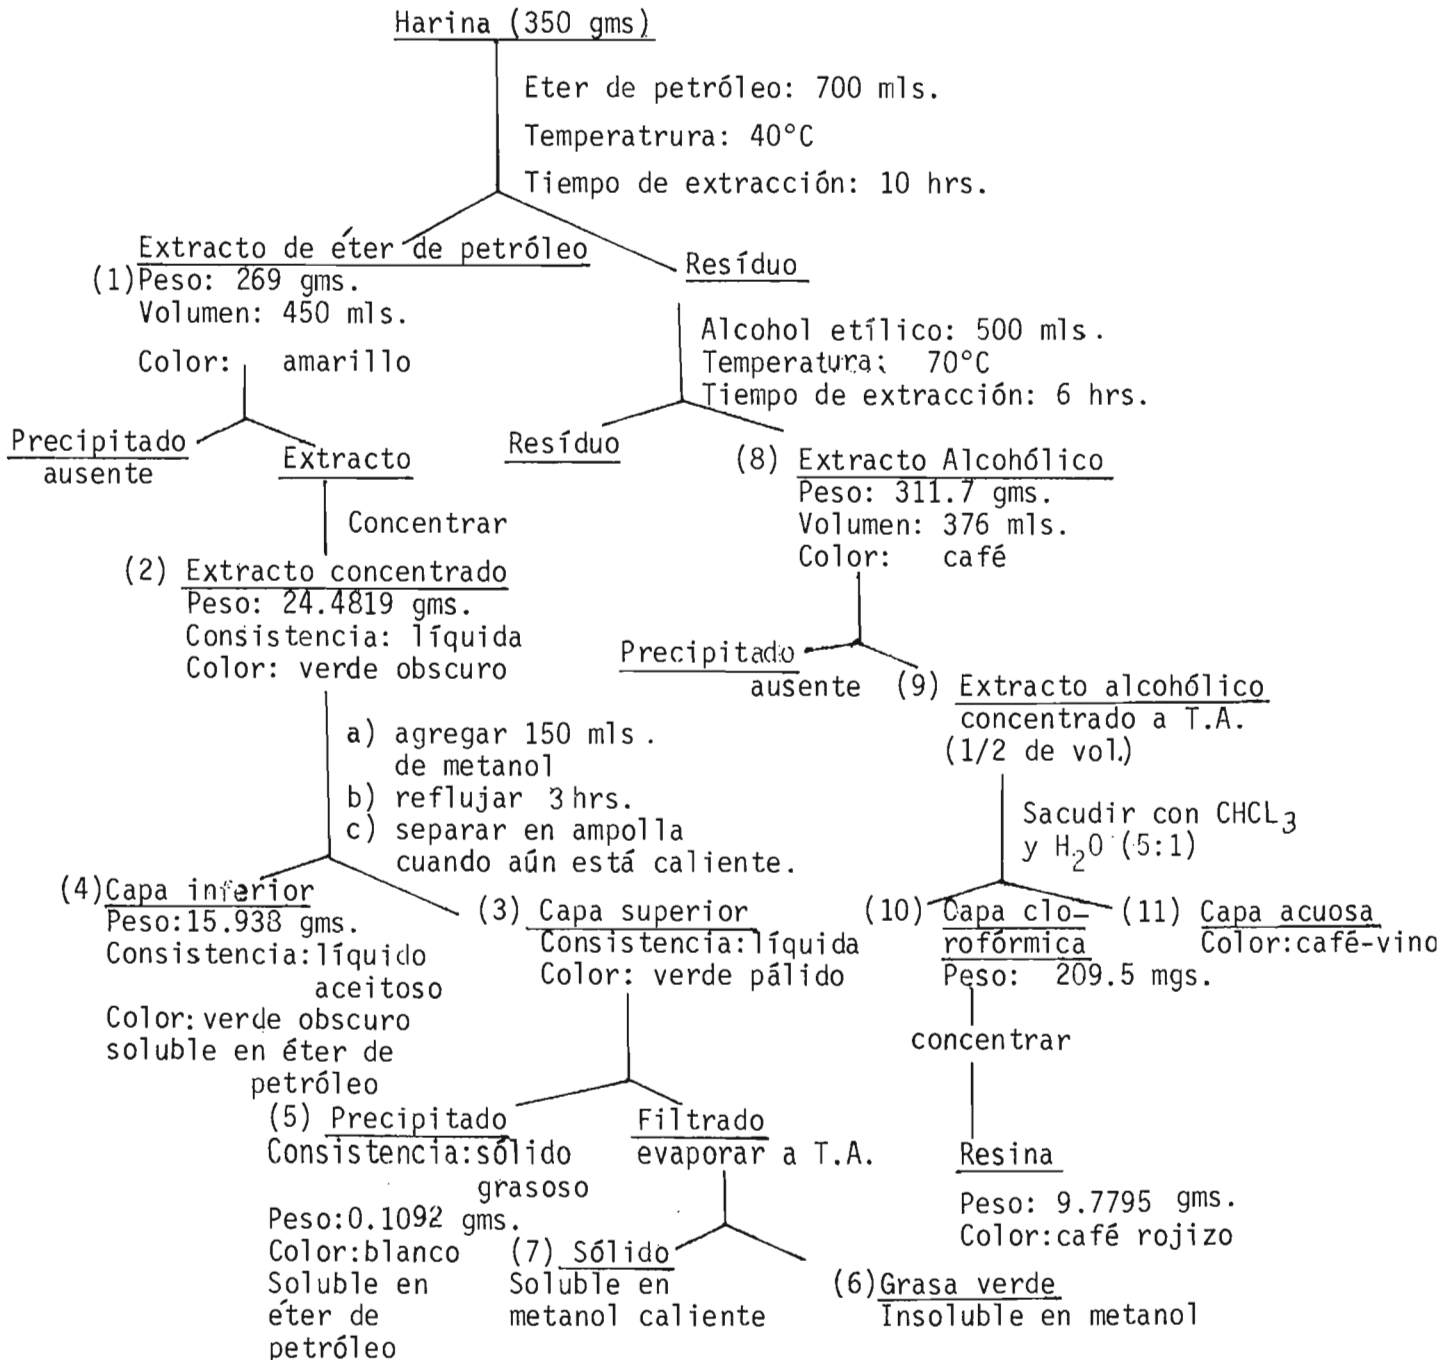 Harina (350 gms)
Eter de petróleo: 700 mls.
Temperatrura: 40°C
Tiempo de extracción: 10 hrs.
Extracto de éter de petróleo
(1) Peso: 269 gms.
Volumen: 450 mls.
Color: amarillo
Resíduo
Alcohol etílico: 500 mls.
Temperatura: 70°C
Tiempo de extracción: 6 hrs.
Precipitado
ausente
Extracto
Concentrar
Resíduo
(8) Extracto Alcohólico
Peso: 311.7 gms.
Volumen: 376 mls.
Color: café
(2) Extracto concentrado
Peso: 24.4819 gms.
Consistencia: líquida
Color: verde obscuro
Precipitado
ausente
(9) Extracto alcohólico
concentrado a T.A.
(1/2 de vol.)
a) agregar 150 mls.
de metanol
b) reflujar 3 hrs.
c) separar en ampolla
cuando aún está caliente.
Sacudir con CHCL3
y H2O (5:1)
(4) Capa inferior
Peso: 15.938 gms.
Consistencia: líquido
aceitoso
Color: verde obscuro
soluble en éter de
petróleo
(3) Capa superior
Consistencia: líquida
Color: verde pálido
(10) Capa clo-
rofórmica
Peso: 209.5 mgs.
(11) Capa acuosa
Color: café-vino
concentrar
(5) Precipitado
Consistencia: sólido
grasoso
Peso: 0.1092 gms.
Color: blanco
Soluble en
éter de
petróleo
Filtrado
evaporar a T.A.
Resina
Peso: 9.7795 gms.
Color: café rojizo
(7) Sólido
Soluble en
metanol caliente
(6) Grasa verde
Insoluble en metanol